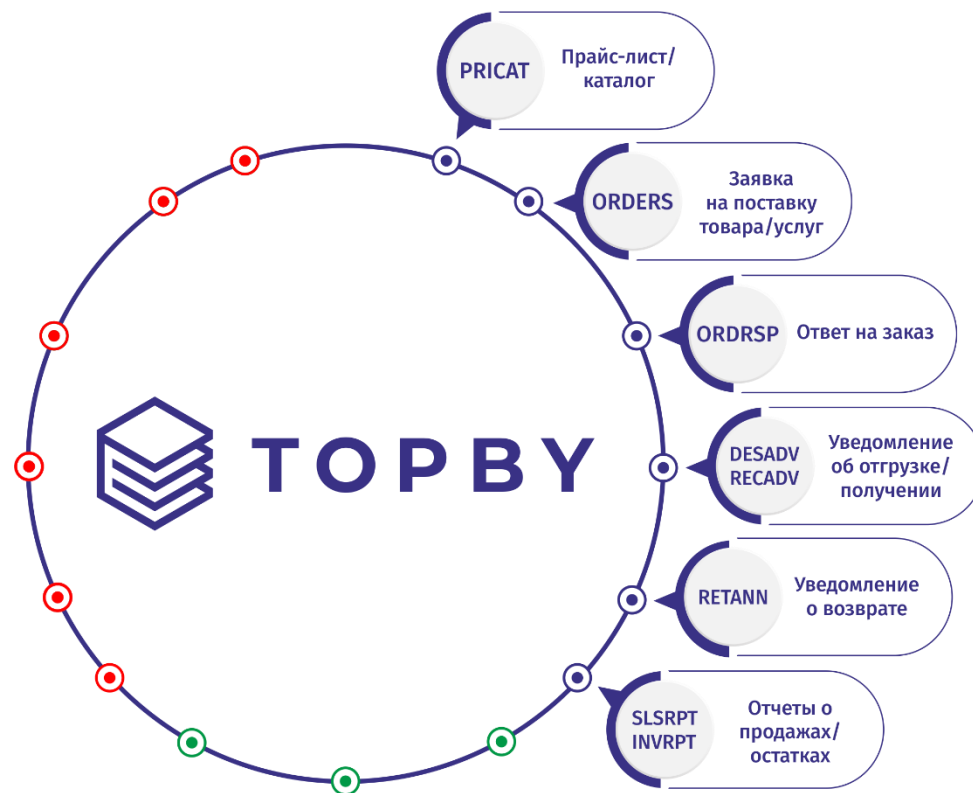 PRICAT
Прайс-лист/
каталог
ORDERS
Заявка
на поставку
товара/услуг
ORDRSP
Ответ на заказ
TOPBY
DESADV
RECADV
Уведомление
об отгрузке/
получении
RETANN
Уведомление
о возврате
SLSRPT
INVRPT
Отчеты о
продажах/
остатках